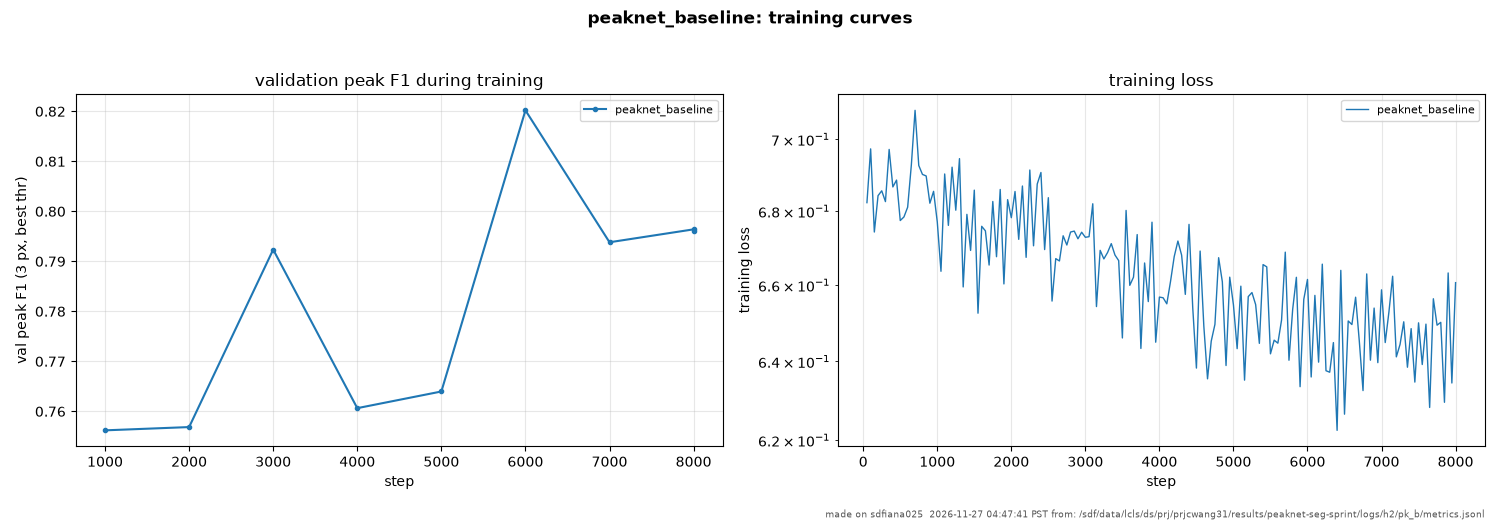 peaknet_baseline: training curves
validation peak F1 during training
val peak F1 (3 px, best thr)
0.82
0.81
0.80
0.79
0.78
0.77
0.76
peaknet_baseline
1000 2000 3000 4000 5000 6000 7000 8000
step
training loss
training loss
7 × 10⁻¹
6.8 × 10⁻¹
6.6 × 10⁻¹
6.4 × 10⁻¹
6.2 × 10⁻¹
peaknet_baseline
0 1000 2000 3000 4000 5000 6000 7000 8000
step
made on sdfiana025 2026-11-27 04:47:41 PST from: /sdf/data/lcls/ds/prj/prjcwang31/results/peaknet-seg-sprint/logs/h2/pk_b/metrics.jsonl